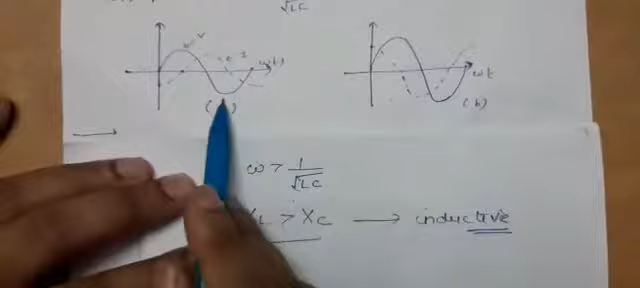 √LC
v
ωt)
ωt
(b)
ω > 1/√LC
XL > XC → inductive